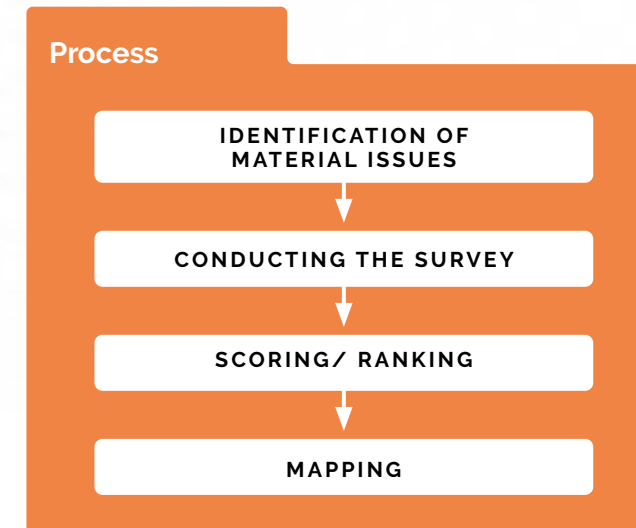 Process
IDENTIFICATION OF
MATERIAL ISSUES
CONDUCTING THE SURVEY
SCORING/ RANKING
MAPPING